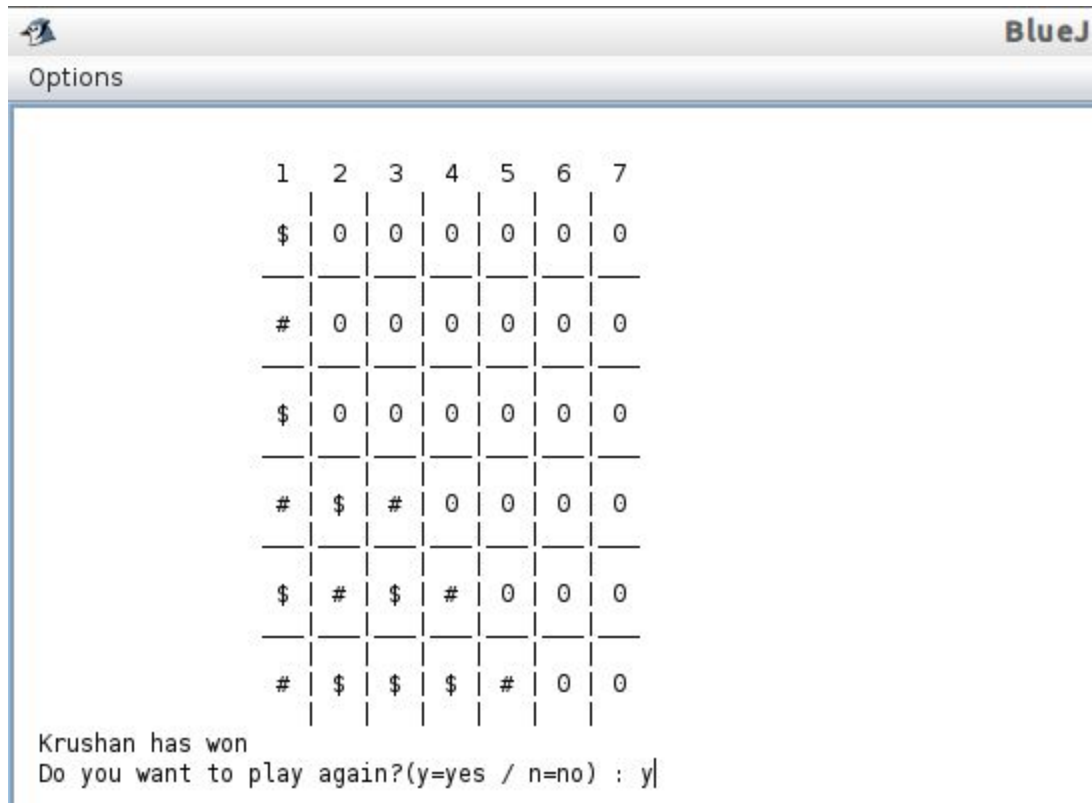 BlueJ
Options
1 2 3 4 5 6 7
$ | 0 | 0 | 0 | 0 | 0 | 0
# | 0 | 0 | 0 | 0 | 0 | 0
$ | 0 | 0 | 0 | 0 | 0 | 0
# | $ | # | 0 | 0 | 0 | 0
$ | # | $ | # | 0 | 0 | 0
# | $ | $ | $ | # | 0 | 0
Krushan has won
Do you want to play again?(y=yes / n=no) : y